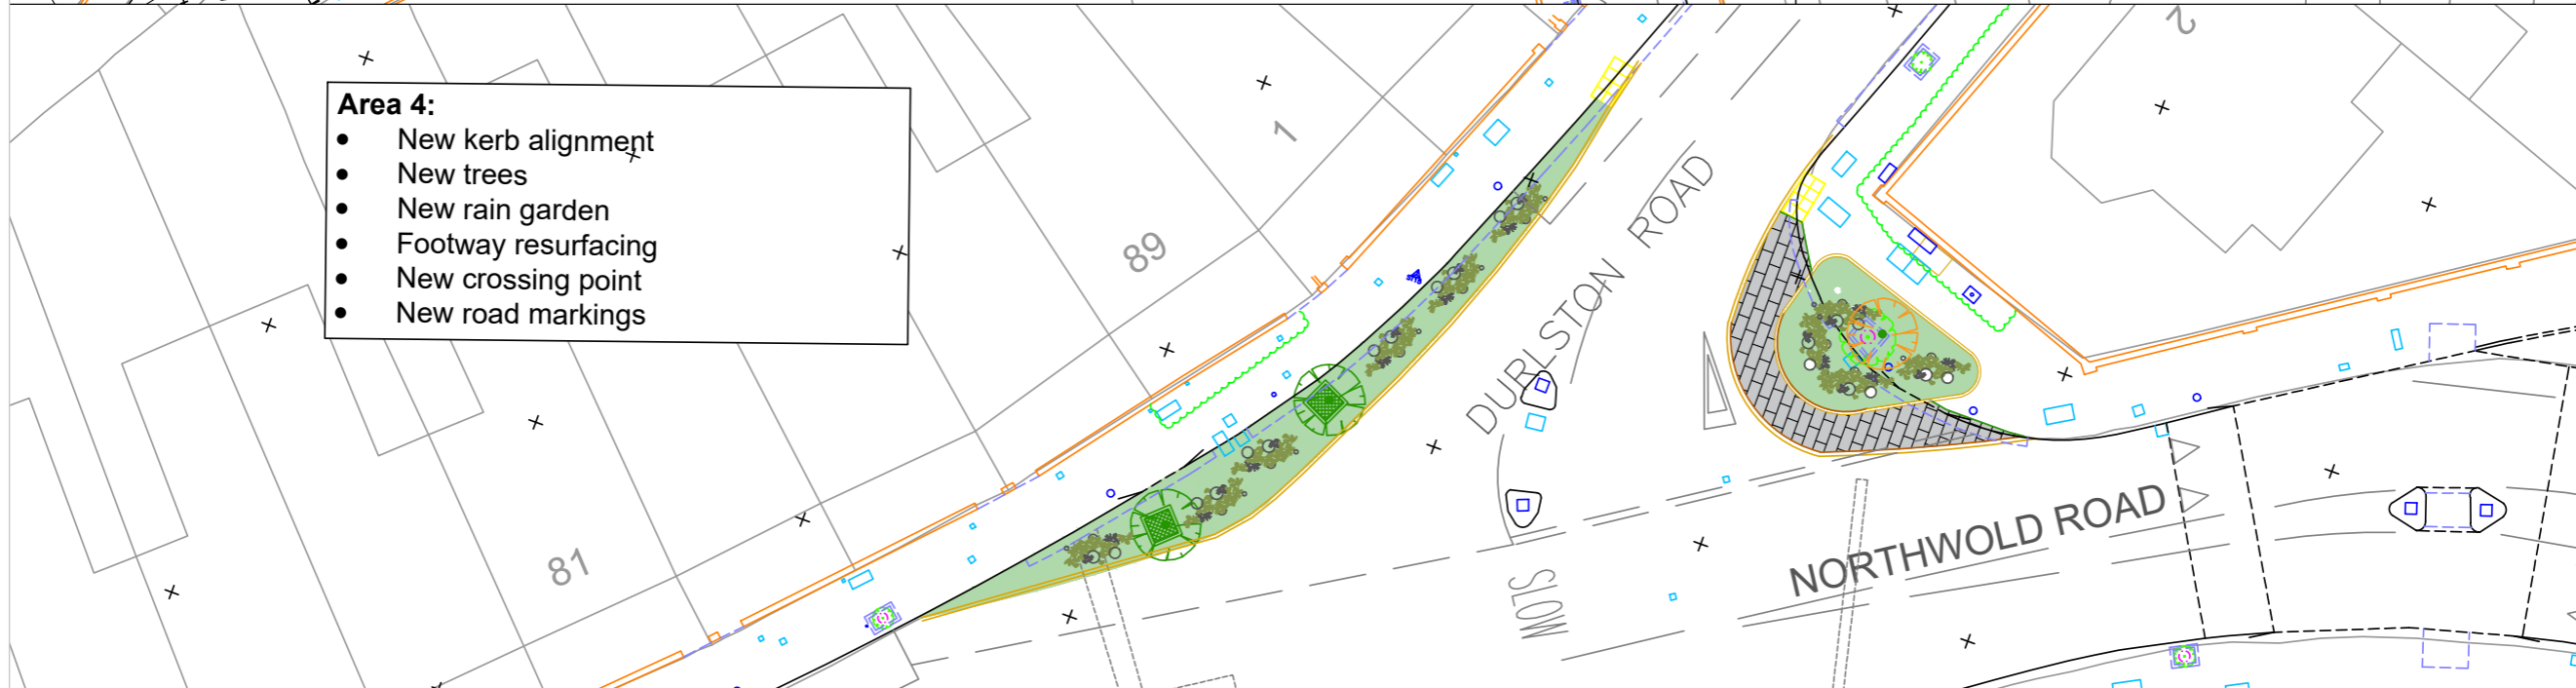 Area 4:
• New kerb alignment
• New trees
• New rain garden
• Footway resurfacing
• New crossing point
• New road markings
2
1
89
81
DURLSTON ROAD
NORTHWOLD ROAD
SLOW